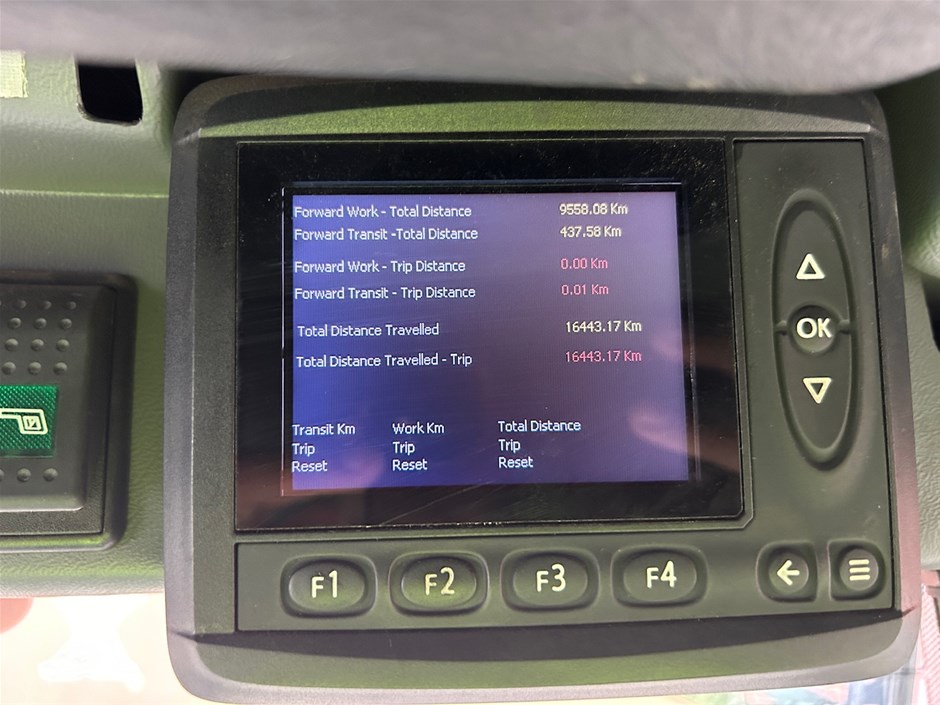 Forward Work - Total Distance 9558.08 Km
Forward Transit -Total Distance 437.58 Km
Forward Work - Trip Distance 0.00 Km
Forward Transit - Trip Distance 0.01 Km
Total Distance Travelled 16443.17 Km
Total Distance Travelled - Trip 16443.17 Km
Transit Km Work Km Total Distance
Trip Trip Trip
Reset Reset Reset
OK
F1 F2 F3 F4